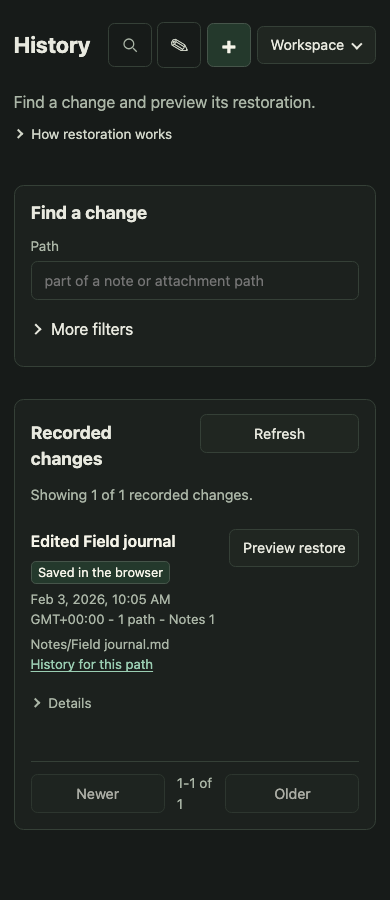 History
Workspace
Find a change and preview its restoration.
How restoration works
Find a change
Path
part of a note or attachment path
More filters
Recorded
changes
Refresh
Showing 1 of 1 recorded changes.
Edited Field journal
Preview restore
Saved in the browser
Feb 3, 2026, 10:05 AM
GMT+00:00 - 1 path - Notes 1
Notes/Field journal.md
History for this path
Details
Newer
1-1 of
1
Older